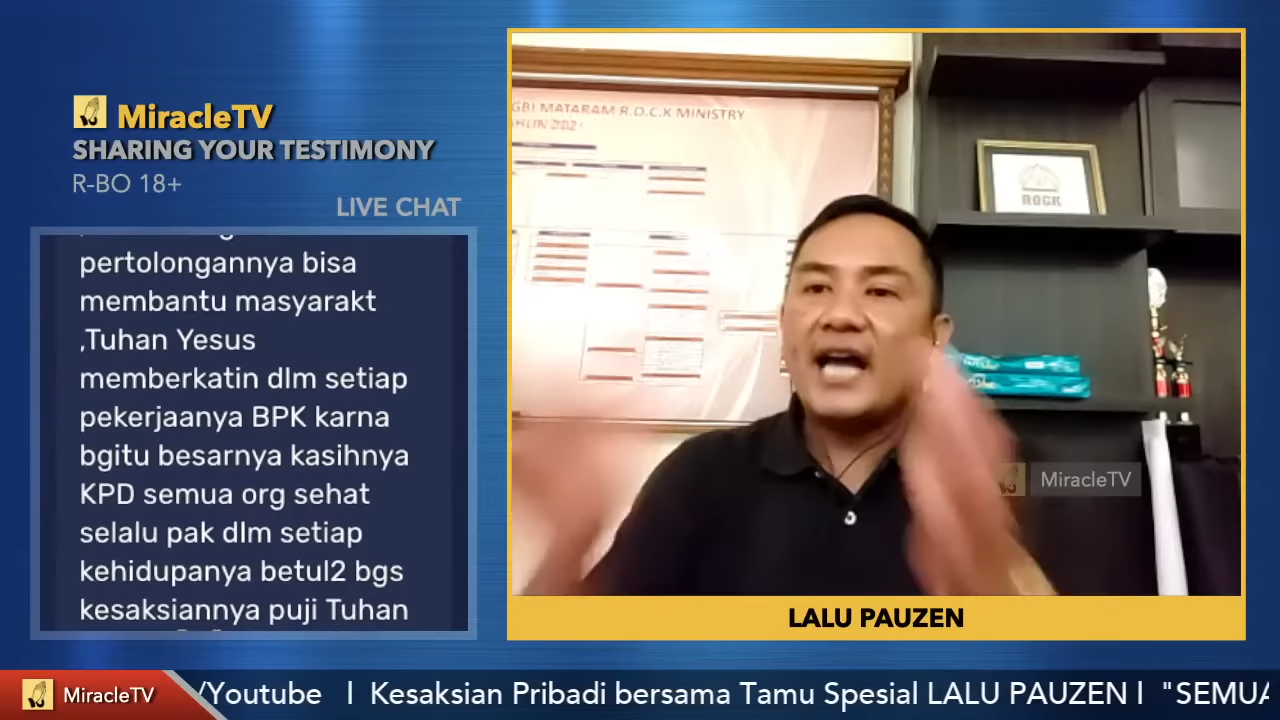 MiracleTV
SHARING YOUR TESTIMONY
R-BO 18+
LIVE CHAT
pertolongannya bisa
membantu masyarakt
,Tuhan Yesus
memberkatin dlm setiap
pekerjaanya BPK karna
bgitu besarnya kasihnya
KPD semua org sehat
selalu pak dlm setiap
kehidupanya betul2 bgs
kesaksiannya puji Tuhan
GBI MATARAM R.O.C.K MINISTRY
ROCK
MiracleTV
LALU PAUZEN
MiracleTV
/Youtube l Kesaksian Pribadi bersama Tamu Spesial LALU PAUZEN l "SEMUA